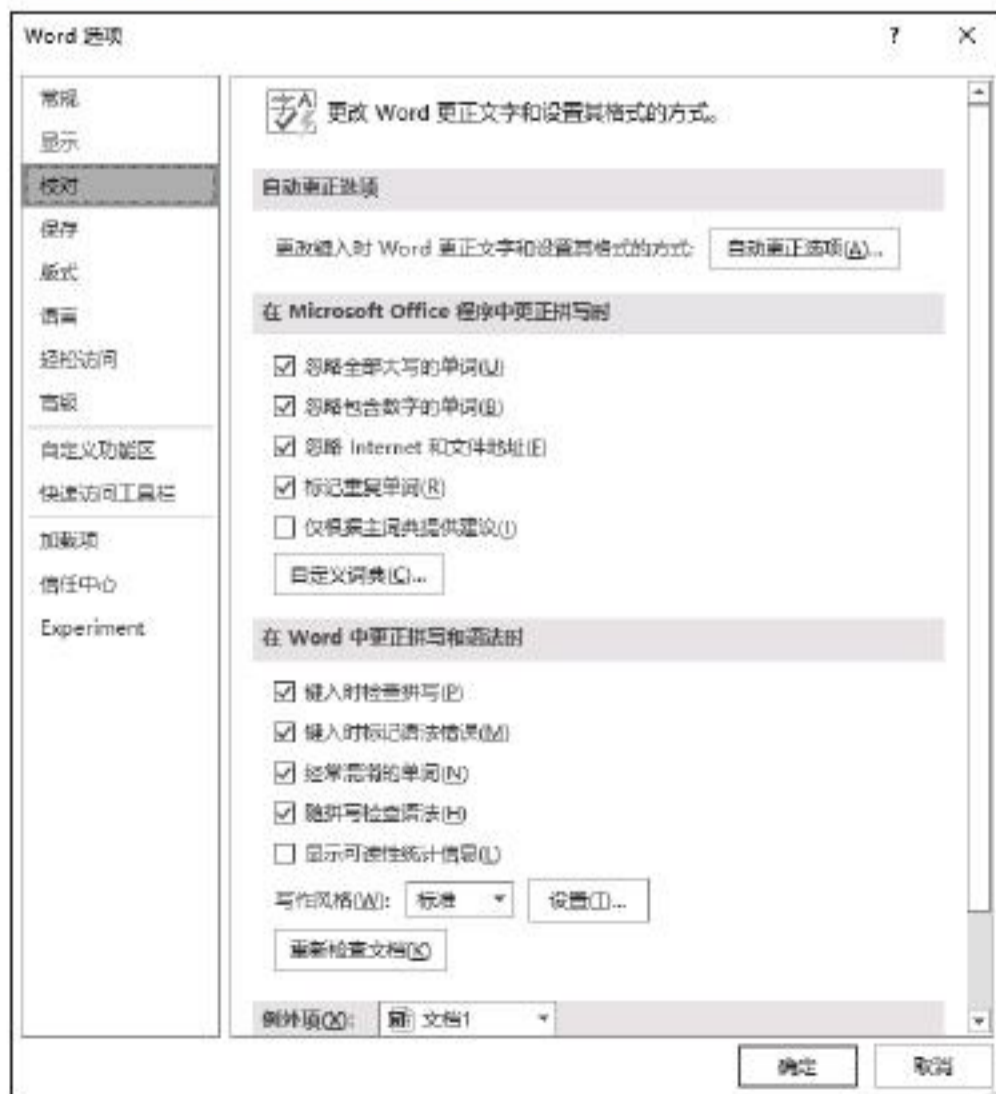 Word 选项
?
×
常规
显示
校对
保存
版式
语言
轻松访问
高级
自定义功能区
快速访问工具栏
加载项
信任中心
Experiment
更改 Word 更正文字和设置其格式的方式。
自动更正选项
更改键入时 Word 更正文字和设置其格式的方式: 自动更正选项(A)...
在 Microsoft Office 程序中更正拼写时
忽略全部大写的单词(U)
忽略包含数字的单词(B)
忽略 Internet 和文件地址(F)
标记重复单词(R)
仅根据主词典提供建议(I)
自定义词典(C)...
在 Word 中更正拼写和语法时
键入时检查拼写(P)
键入时标记语法错误(M)
经常混淆的单词(N)
随拼写检查语法(H)
显示可读性统计信息(L)
写作风格(W): 标准 设置(T)...
重新检查文档(K)
例外项(X): 文档1
确定 取消